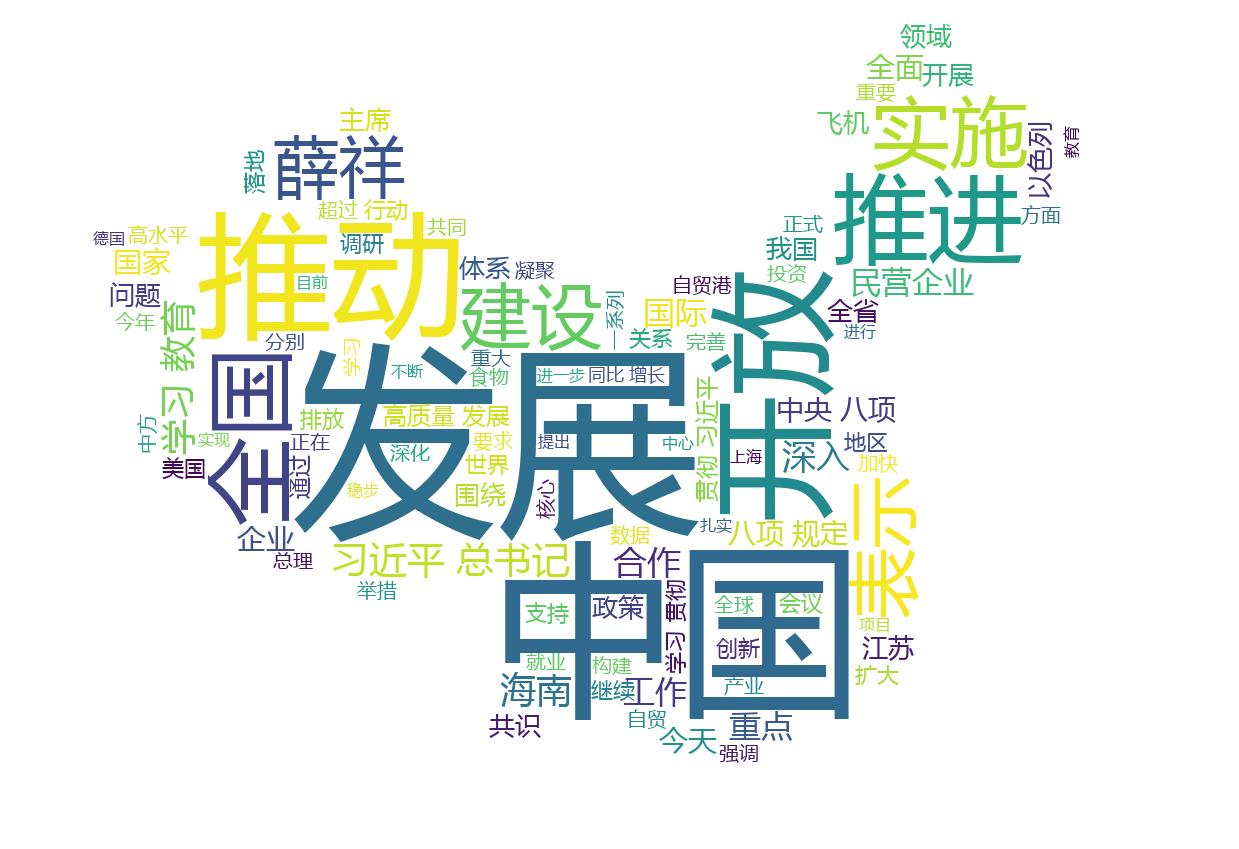 领域
全面
开展
重要
主席
飞机
实施
以色列
教育
薛祥
落地
推进
超过 行动
共同
正式
方面
德国
高水平
推动
调研
我国
国家
体系
凝聚
投资
民营企业
目前
自贸港
问题
建设
一系列
国际
开放
全省
今年
教育
分别
关系
完善
进行
学习
重大
全国
发展
不断
食物
进一步
同比 增长
学习
排放
高质量 发展
贯彻 习近平
中央 八项
中方
实现
正在
要求
提出
中心
地区
美国
通过
深化
世界
上海
深入
加快
稳步
围绕
核心
表示
企业
数据
扎实
八项 规定
总理
习近平 总书记
合作
举措
中国
支持
政策
学习 贯彻
全球
会议
项目
创新
江苏
就业
构建
扩大
海南
继续
工作
产业
共识
自贸
重点
今天
强调